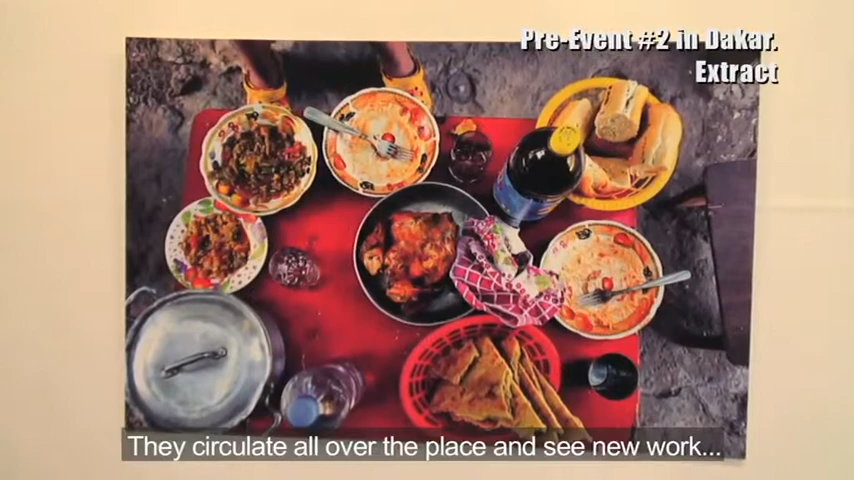 Pre-Event #2 in Dakar.
Extract
They circulate all over the place and see new work...